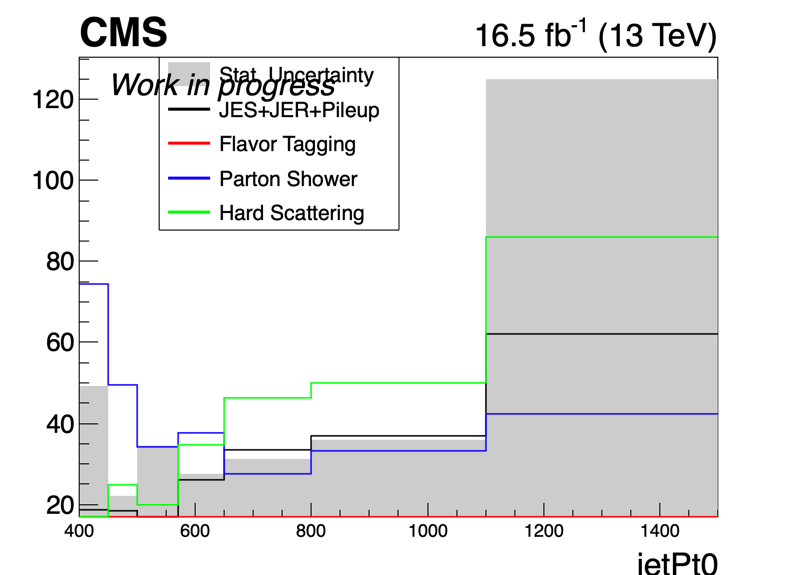 CMS 16.5 fb-1 (13 TeV)
Work in progress
Stat. Uncertainty
JES+JER+Pileup
Flavor Tagging
Parton Shower
Hard Scattering
120
100
80
60
40
20
400 600 800 1000 1200 1400
jetPt0